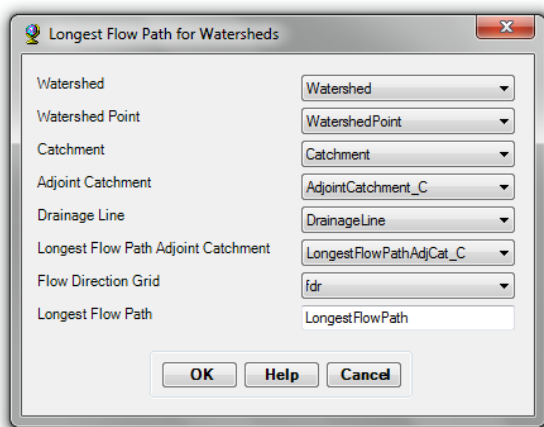 Longest Flow Path for Watersheds
Watershed Watershed
Watershed Point WatershedPoint
Catchment Catchment
Adjoint Catchment AdjointCatchment_C
Drainage Line DrainageLine
Longest Flow Path Adjoint Catchment LongestFlowPathAdjCat_C
Flow Direction Grid fdr
Longest Flow Path LongestFlowPath
OK Help Cancel